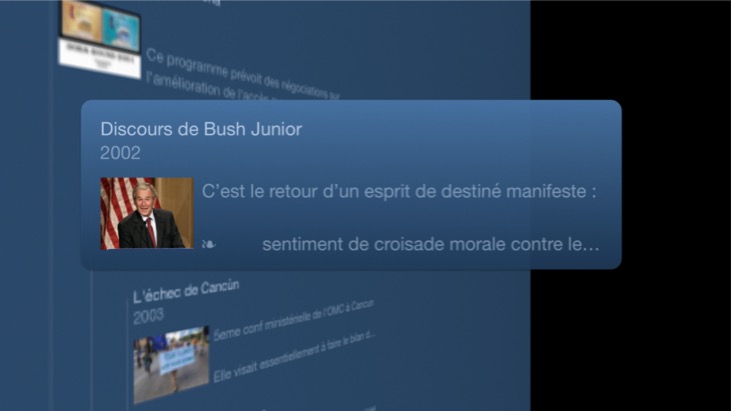 Ce programme prévoit des négociations sur
l'amélioration de l'accès
Discours de Bush Junior
2002
C'est le retour d'un esprit de destiné manifeste :
❧ sentiment de croisade morale contre le…
L'échec de Cancùn
2003
5eme conf ministérielle de l'OMC à Cancun
Elle visait essentiellement à faire le bilan d…